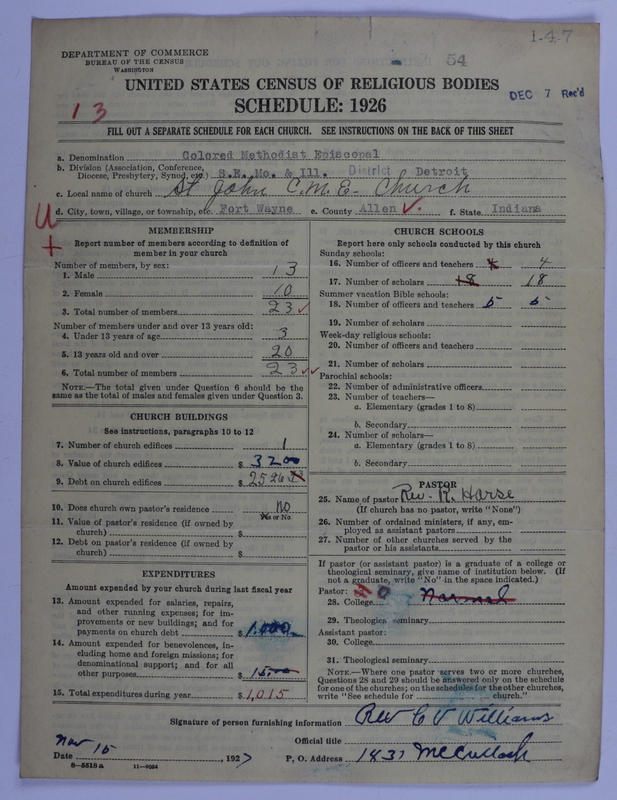 1-4-7
DEPARTMENT OF COMMERCE
BUREAU OF THE CENSUS
WASHINGTON
54
UNITED STATES CENSUS OF RELIGIOUS BODIES
SCHEDULE: 1926
DEC 7 Rec'd
13
FILL OUT A SEPARATE SCHEDULE FOR EACH CHURCH. SEE INSTRUCTIONS ON THE BACK OF THIS SHEET
a. Denomination Colored Methodist Episcopal
b. Division (Association, Conference, Diocese, Presbytery, Synod, etc.) S.E. Mo. & Ill. District Detroit
c. Local name of church St John C.M.E. Church
d. City, town, village, or township, etc. Fort Wayne e. County Allen f. State Indiana
MEMBERSHIP
Report number of members according to definition of
member in your church
Number of members, by sex:
1. Male 13
2. Female 10
3. Total number of members 23
Number of members under and over 13 years old:
4. Under 13 years of age 3
5. 13 years old and over 20
6. Total number of members 23
NOTE.—The total given under Question 6 should be the
same as the total of males and females given under Question 3.
CHURCH BUILDINGS
See instructions, paragraphs 10 to 12
7. Number of church edifices 1
8. Value of church edifices $ 3200
9. Debt on church edifices $ 2526
10. Does church own pastor's residence No
Yes or No
11. Value of pastor's residence (if owned by
church) $
12. Debt on pastor's residence (if owned by
church) $
EXPENDITURES
Amount expended by your church during last fiscal year
13. Amount expended for salaries, repairs,
and other running expenses; for im-
provements or new buildings; and for
payments on church debt $ 1.000
14. Amount expended for benevolences, in-
cluding home and foreign missions; for
denominational support; and for all
other purposes $ 15.00
15. Total expenditures during year $ 1,015
CHURCH SCHOOLS
Report here only schools conducted by this church
Sunday schools:
16. Number of officers and teachers 4 4
17. Number of scholars 18 18
Summer vacation Bible schools:
18. Number of officers and teachers 5 5
19. Number of scholars
Week-day religious schools:
20. Number of officers and teachers
21. Number of scholars
Parochial schools:
22. Number of administrative officers
23. Number of teachers—
a. Elementary (grades 1 to 8)
b. Secondary
24. Number of scholars—
a. Elementary (grades 1 to 8)
b. Secondary
PASTOR
25. Name of pastor Rev. R. Horse
(If church has no pastor, write "None")
26. Number of ordained ministers, if any, em-
ployed as assistant pastors
27. Number of other churches served by the
pastor or his assistants
If pastor (or assistant pastor) is a graduate of a college or
theological seminary, give name of institution below. (If
not a graduate, write "No" in the space indicated.)
Pastor: No
28. College Normal
29. Theological seminary
Assistant pastor:
30. College
31. Theological seminary
NOTE.—Where one pastor serves two or more churches,
Questions 28 and 29 should be answered only on the schedule
for one of the churches; on the schedules for the other churches,
write "See schedule for church."
Signature of person furnishing information Rev C V Williams
Official title
Nov 15
Date , 1927 P. O. Address 1831 McCulloch
8-5518a 11-9034